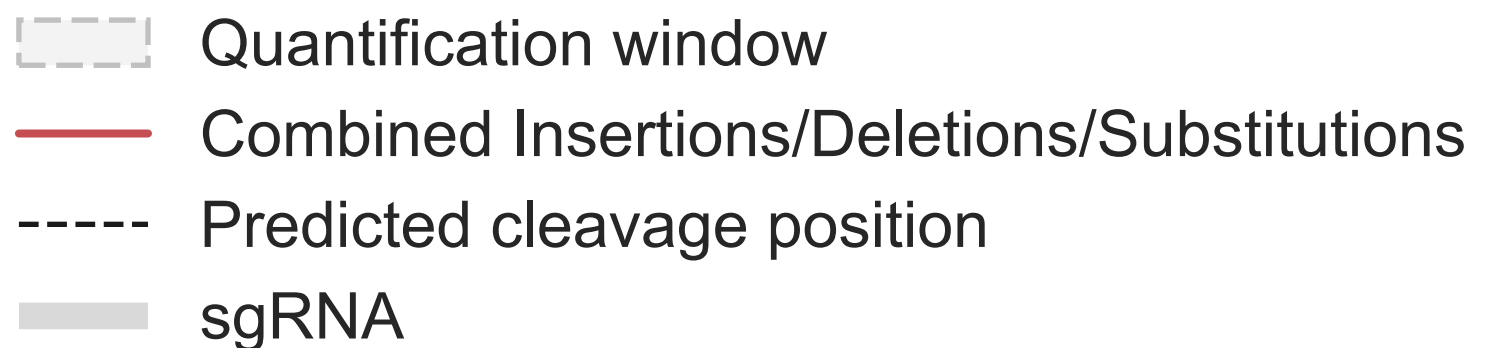 Quantification window
Combined Insertions/Deletions/Substitutions
Predicted cleavage position
sgRNA